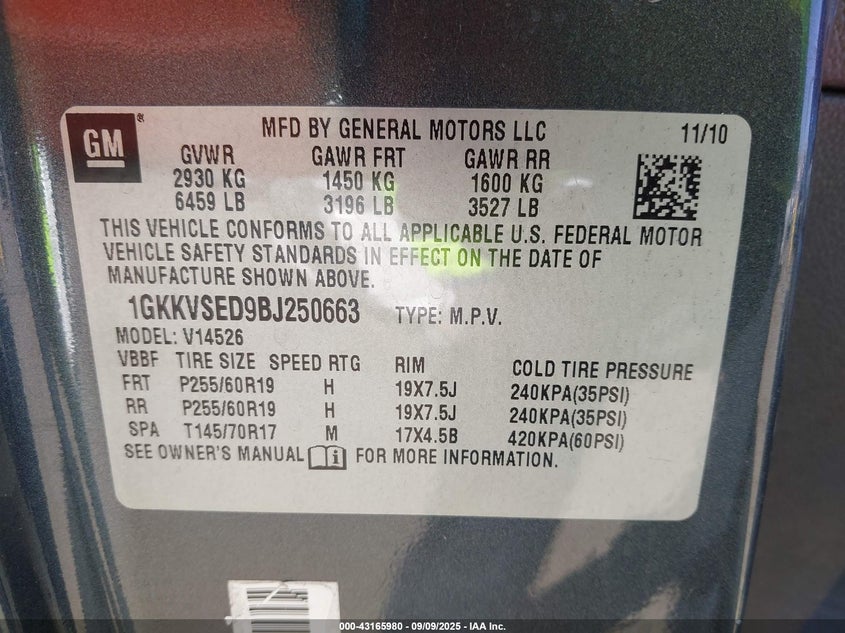 GM
®
MFD BY GENERAL MOTORS LLC 11/10
GVWR GAWR FRT GAWR RR
2930 KG 1450 KG 1600 KG
6459 LB 3196 LB 3527 LB
THIS VEHICLE CONFORMS TO ALL APPLICABLE U.S. FEDERAL MOTOR
VEHICLE SAFETY STANDARDS IN EFFECT ON THE DATE OF
MANUFACTURE SHOWN ABOVE.
1GKKVSED9BJ250663 TYPE: M.P.V.
MODEL: V14526
VBBF TIRE SIZE SPEED RTG RIM COLD TIRE PRESSURE
FRT P255/60R19 H 19X7.5J 240KPA(35PSI)
RR P255/60R19 H 19X7.5J 240KPA(35PSI)
SPA T145/70R17 M 17X4.5B 420KPA(60PSI)
SEE OWNER'S MANUAL i FOR MORE INFORMATION.
000-43165980 - 09/09/2025 - IAA Inc.